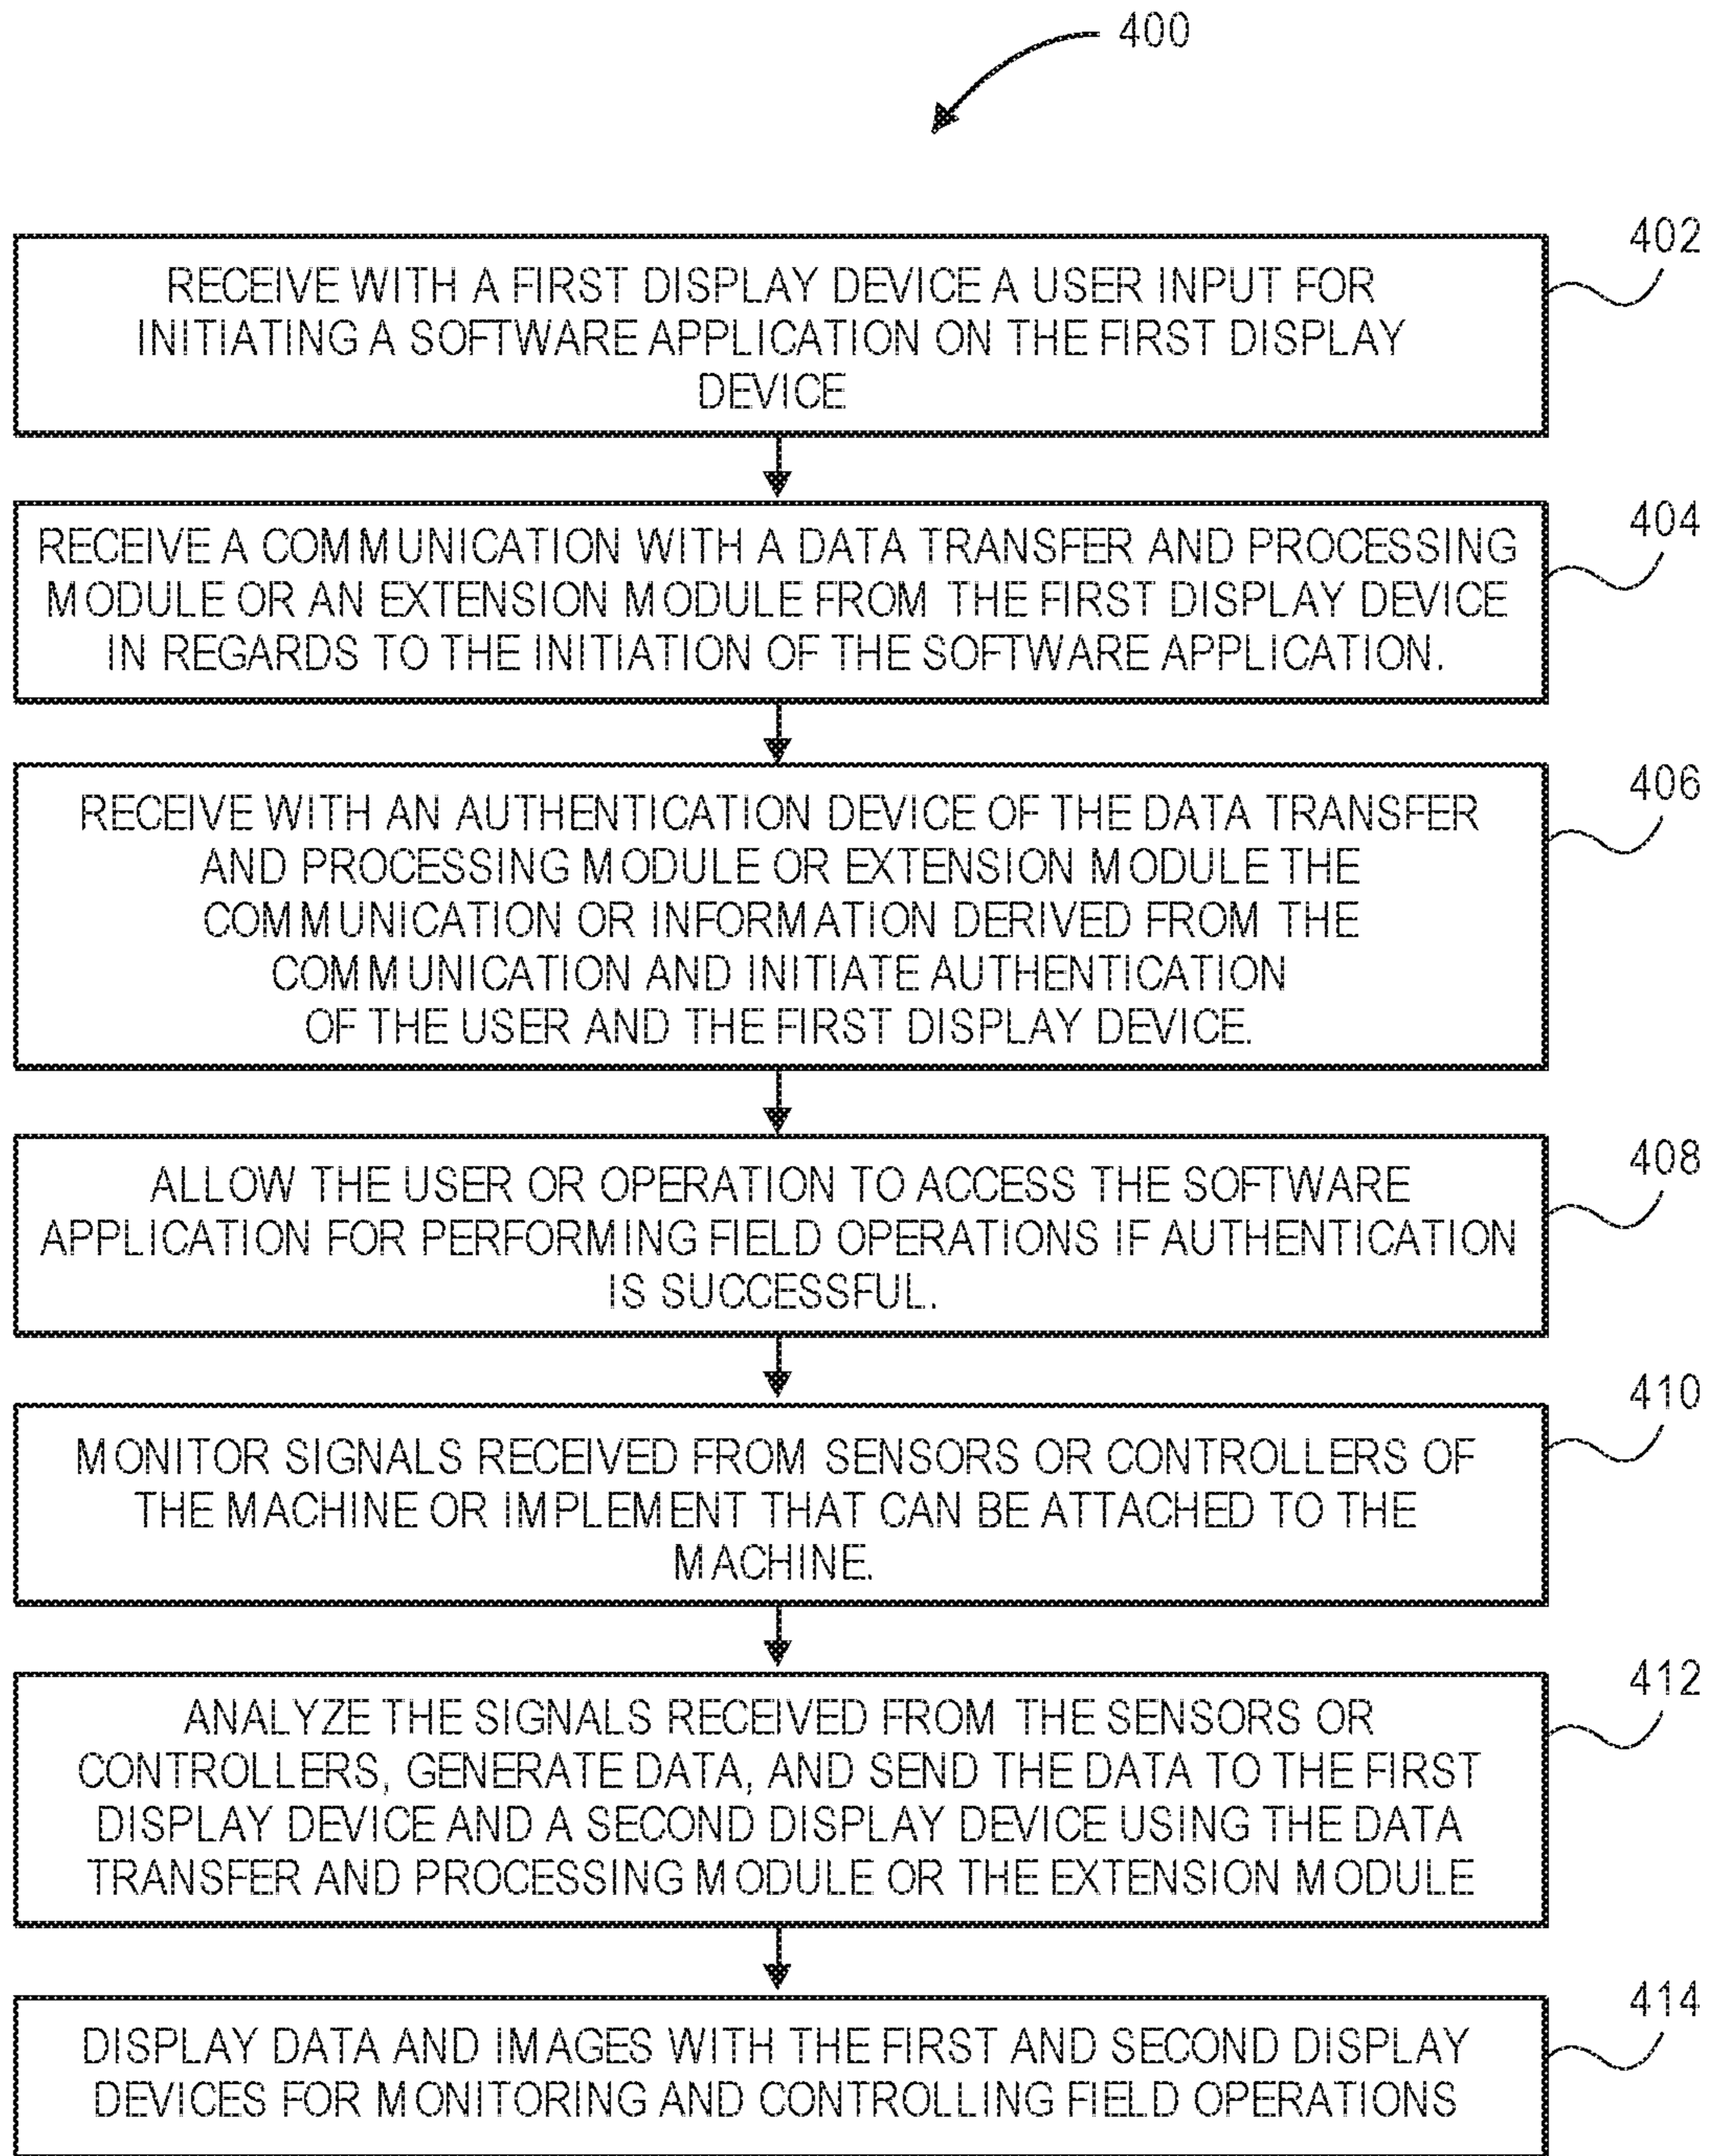 400
402
RECEIVE WITH A FIRST DISPLAY DEVICE A USER INPUT FOR
INITIATING A SOFTWARE APPLICATION ON THE FIRST DISPLAY
DEVICE
404
RECEIVE A COMMUNICATION WITH A DATA TRANSFER AND PROCESSING
MODULE OR AN EXTENSION MODULE FROM THE FIRST DISPLAY DEVICE
IN REGARDS TO THE INITIATION OF THE SOFTWARE APPLICATION.
406
RECEIVE WITH AN AUTHENTICATION DEVICE OF THE DATA TRANSFER
AND PROCESSING MODULE OR EXTENSION MODULE THE
COMMUNICATION OR INFORMATION DERIVED FROM THE
COMMUNICATION AND INITIATE AUTHENTICATION
OF THE USER AND THE FIRST DISPLAY DEVICE.
408
ALLOW THE USER OR OPERATION TO ACCESS THE SOFTWARE
APPLICATION FOR PERFORMING FIELD OPERATIONS IF AUTHENTICATION
IS SUCCESSFUL.
410
MONITOR SIGNALS RECEIVED FROM SENSORS OR CONTROLLERS OF
THE MACHINE OR IMPLEMENT THAT CAN BE ATTACHED TO THE
MACHINE.
412
ANALYZE THE SIGNALS RECEIVED FROM THE SENSORS OR
CONTROLLERS, GENERATE DATA, AND SEND THE DATA TO THE FIRST
DISPLAY DEVICE AND A SECOND DISPLAY DEVICE USING THE DATA
TRANSFER AND PROCESSING MODULE OR THE EXTENSION MODULE
414
DISPLAY DATA AND IMAGES WITH THE FIRST AND SECOND DISPLAY
DEVICES FOR MONITORING AND CONTROLLING FIELD OPERATIONS